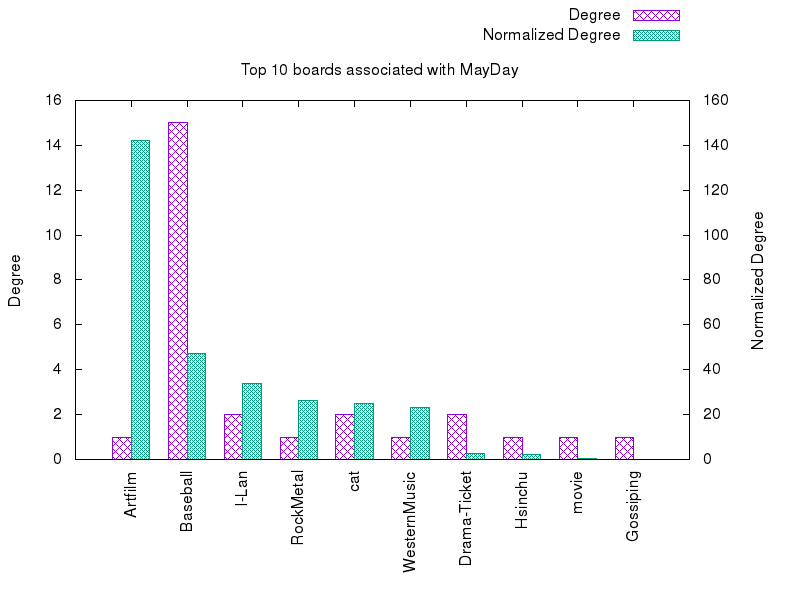 Degree
Normalized Degree
Top 10 boards associated with MayDay
16
14
12
10
8
6
4
2
0
Degree
160
140
120
100
80
60
40
20
0
Normalized Degree
Artfilm
Baseball
I-Lan
RockMetal
cat
WesternMusic
Drama-Ticket
Hsinchu
movie
Gossiping